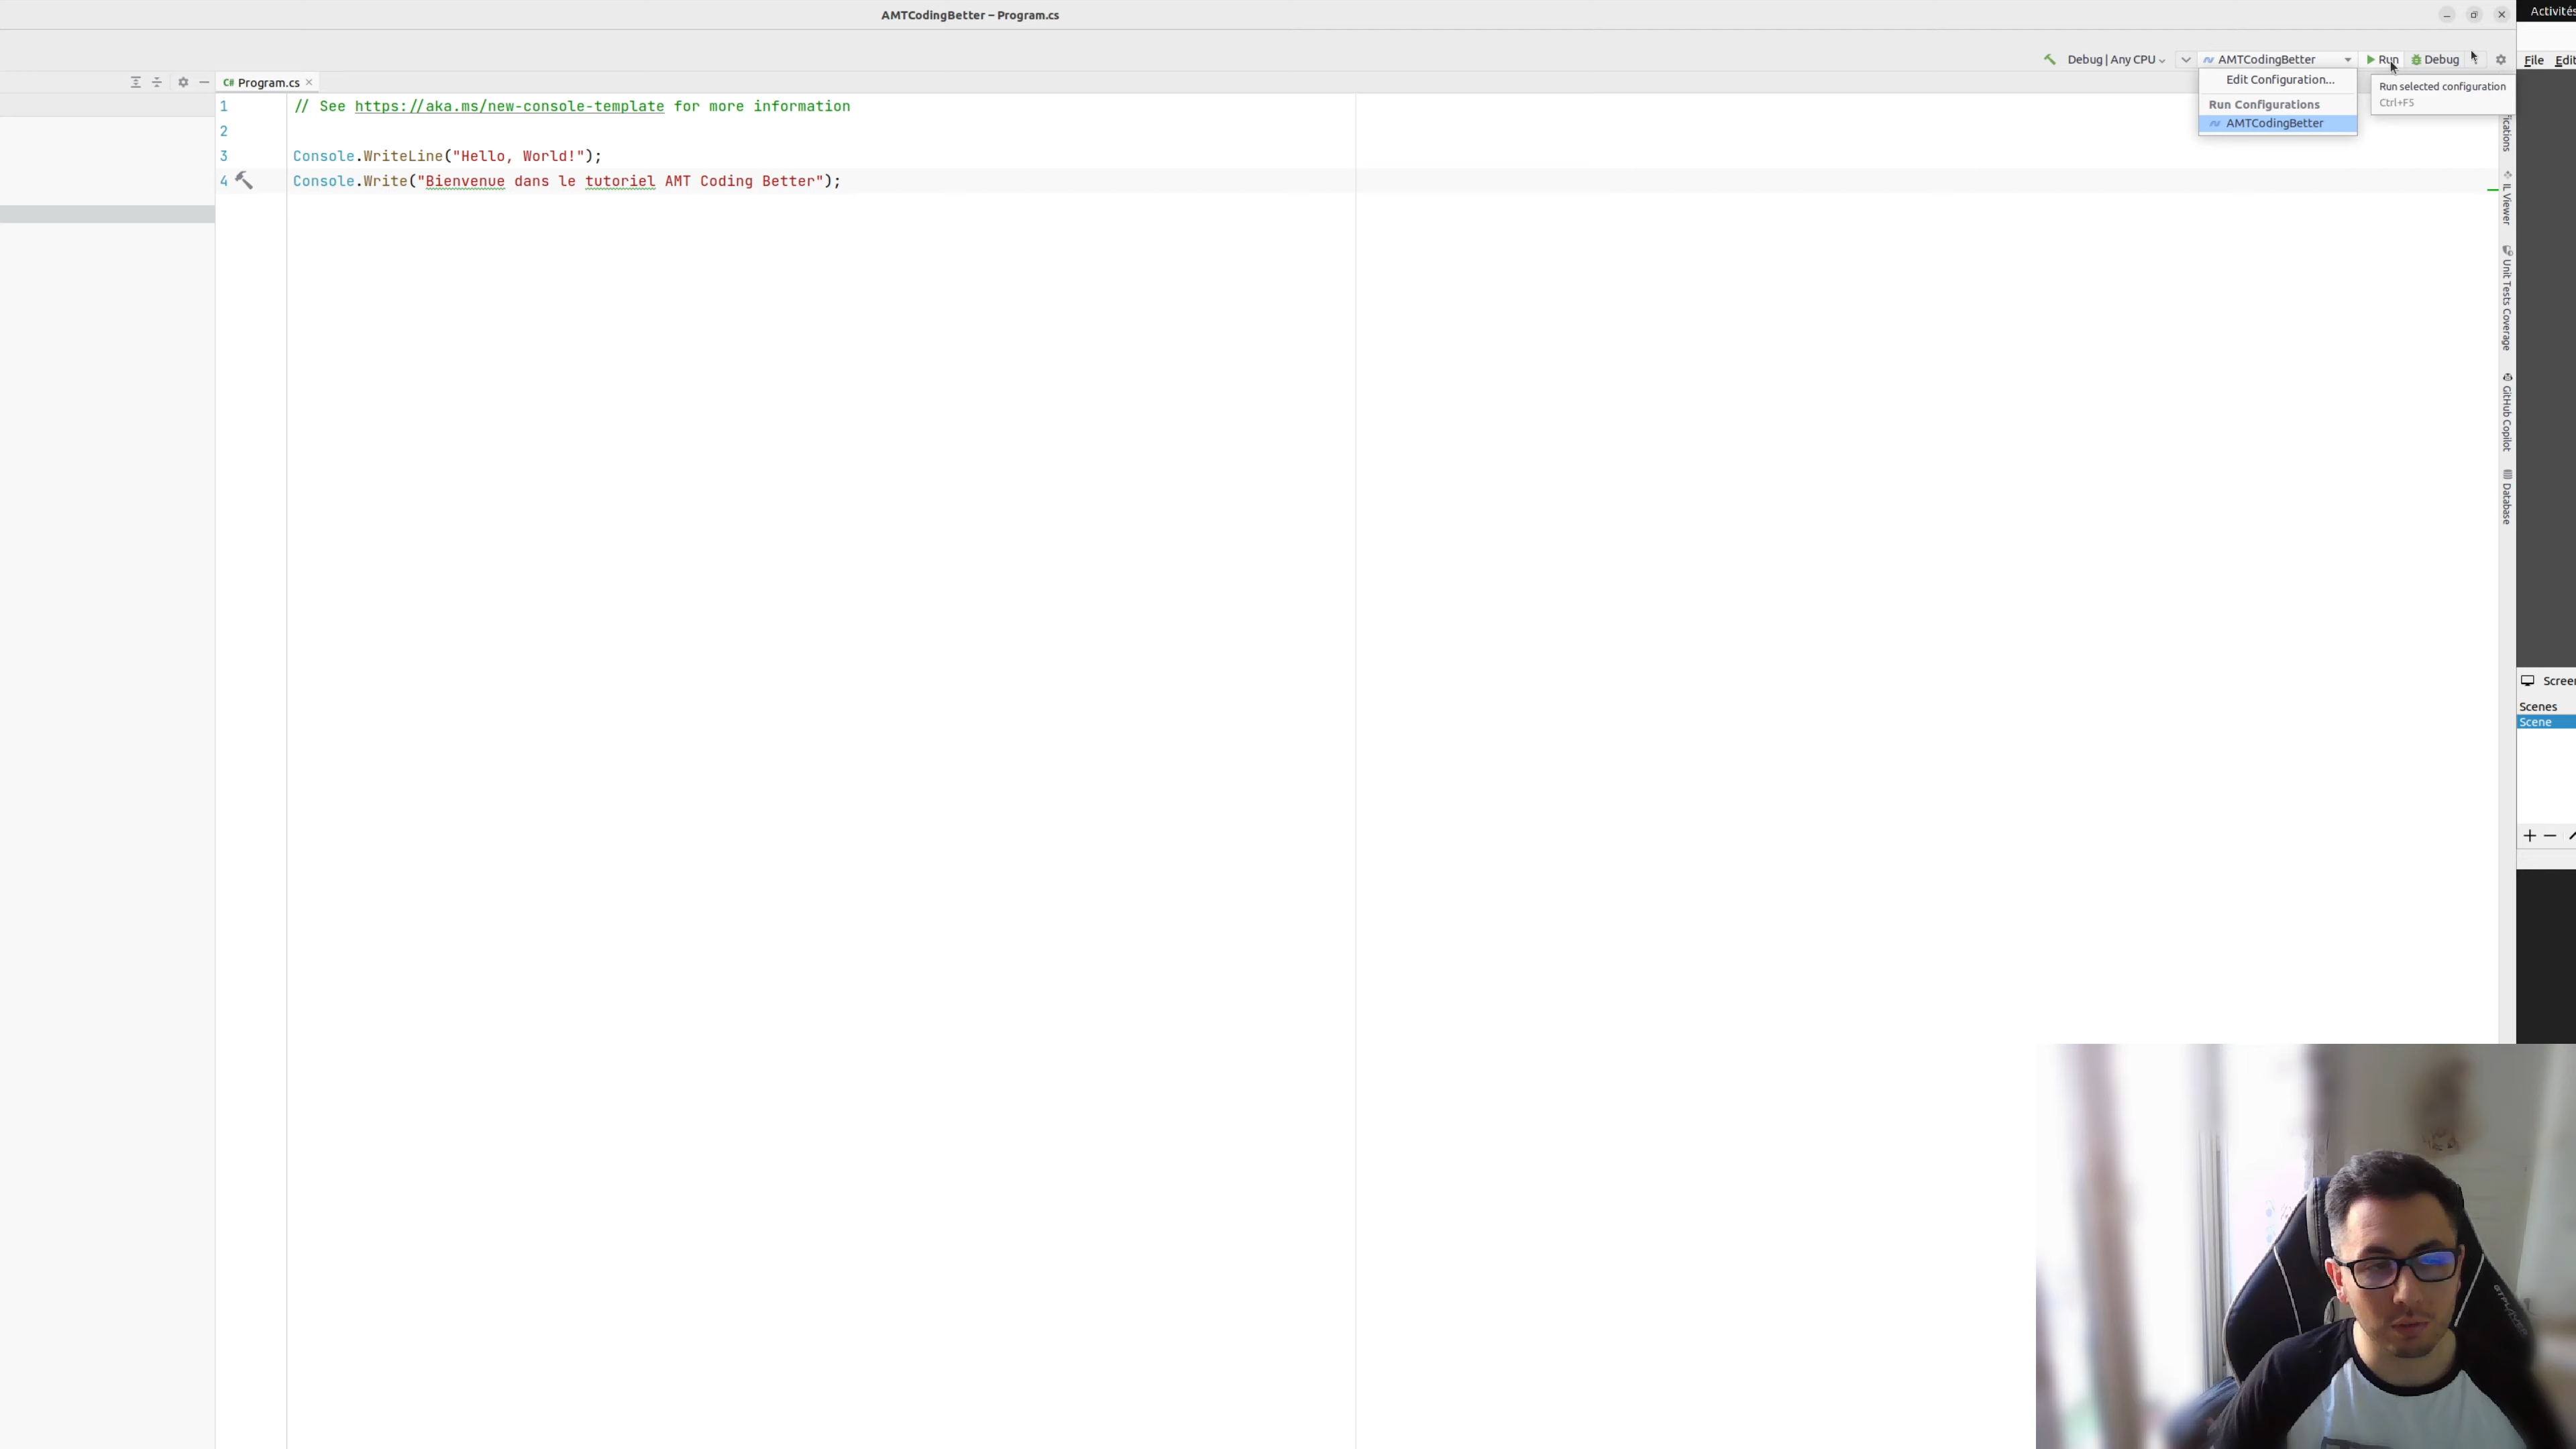 AMTCodingBetter – Program.cs
Activités
Debug | Any CPU
AMTCodingBetter
Run
Debug
File
Edit
Edit Configuration...
Run Configurations
AMTCodingBetter
Run selected configuration
Ctrl+F5
C# Program.cs
1 // See https://aka.ms/new-console-template for more information
2
3 Console.WriteLine("Hello, World!");
4 Console.Write("Bienvenue dans le tutoriel AMT Coding Better");
IL Viewer
Unit Tests Coverage
GitHub Copilot
Database
Scenes
Scene